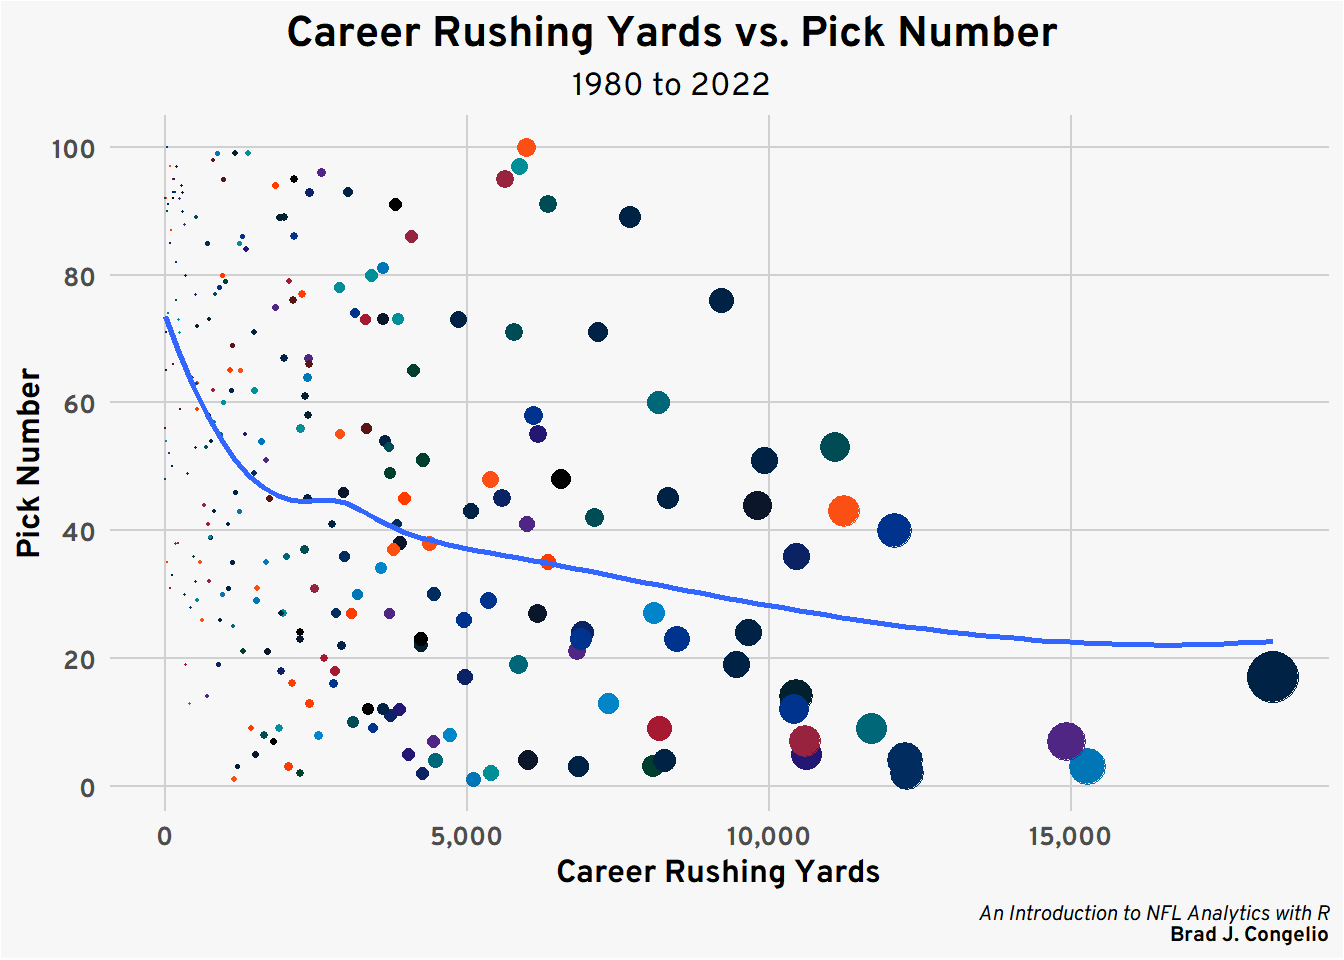 Career Rushing Yards vs. Pick Number
1980 to 2022
100
80
60
40
20
0
Pick Number
0
5,000
10,000
15,000
Career Rushing Yards
An Introduction to NFL Analytics with R
Brad J. Congelio